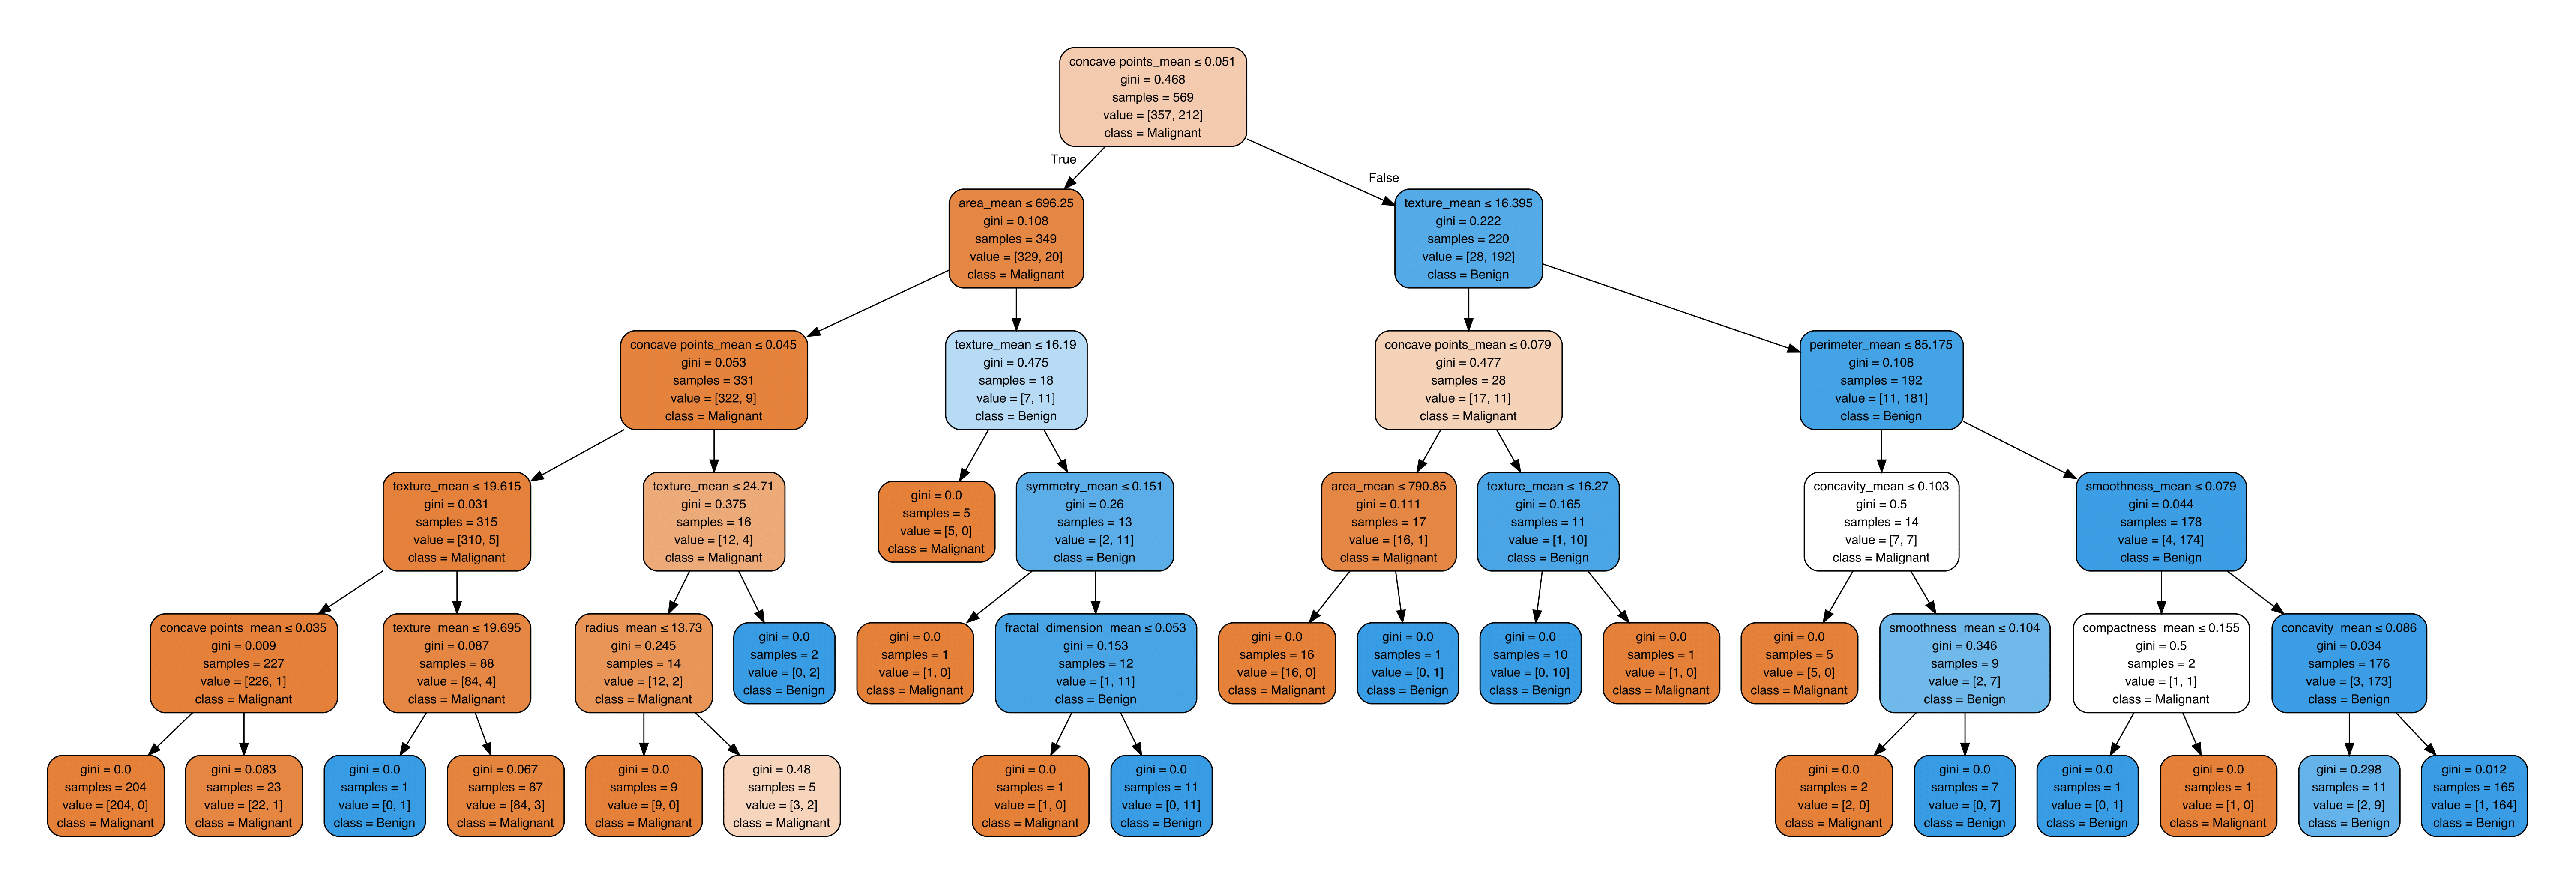 concave points_mean ≤ 0.051
gini = 0.468
samples = 569
value = [357, 212]
class = Malignant
True
False
area_mean ≤ 696.25
gini = 0.108
samples = 349
value = [329, 20]
class = Malignant
texture_mean ≤ 16.395
gini = 0.222
samples = 220
value = [28, 192]
class = Benign
concave points_mean ≤ 0.045
gini = 0.053
samples = 331
value = [322, 9]
class = Malignant
texture_mean ≤ 16.19
gini = 0.475
samples = 18
value = [7, 11]
class = Benign
concave points_mean ≤ 0.079
gini = 0.477
samples = 28
value = [17, 11]
class = Malignant
perimeter_mean ≤ 85.175
gini = 0.108
samples = 192
value = [11, 181]
class = Benign
texture_mean ≤ 19.615
gini = 0.031
samples = 315
value = [310, 5]
class = Malignant
texture_mean ≤ 24.71
gini = 0.375
samples = 16
value = [12, 4]
class = Malignant
gini = 0.0
samples = 5
value = [5, 0]
class = Malignant
symmetry_mean ≤ 0.151
gini = 0.26
samples = 13
value = [2, 11]
class = Benign
area_mean ≤ 790.85
gini = 0.111
samples = 17
value = [16, 1]
class = Malignant
texture_mean ≤ 16.27
gini = 0.165
samples = 11
value = [1, 10]
class = Benign
concavity_mean ≤ 0.103
gini = 0.5
samples = 14
value = [7, 7]
class = Malignant
smoothness_mean ≤ 0.079
gini = 0.044
samples = 178
value = [4, 174]
class = Benign
concave points_mean ≤ 0.035
gini = 0.009
samples = 227
value = [226, 1]
class = Malignant
texture_mean ≤ 19.695
gini = 0.087
samples = 88
value = [84, 4]
class = Malignant
radius_mean ≤ 13.73
gini = 0.245
samples = 14
value = [12, 2]
class = Malignant
gini = 0.0
samples = 2
value = [0, 2]
class = Benign
gini = 0.0
samples = 1
value = [1, 0]
class = Malignant
fractal_dimension_mean ≤ 0.053
gini = 0.153
samples = 12
value = [1, 11]
class = Benign
gini = 0.0
samples = 16
value = [16, 0]
class = Malignant
gini = 0.0
samples = 1
value = [0, 1]
class = Benign
gini = 0.0
samples = 10
value = [0, 10]
class = Benign
gini = 0.0
samples = 1
value = [1, 0]
class = Malignant
gini = 0.0
samples = 5
value = [5, 0]
class = Malignant
smoothness_mean ≤ 0.104
gini = 0.346
samples = 9
value = [2, 7]
class = Benign
compactness_mean ≤ 0.155
gini = 0.5
samples = 2
value = [1, 1]
class = Malignant
concavity_mean ≤ 0.086
gini = 0.034
samples = 176
value = [3, 173]
class = Benign
gini = 0.0
samples = 204
value = [204, 0]
class = Malignant
gini = 0.083
samples = 23
value = [22, 1]
class = Malignant
gini = 0.0
samples = 1
value = [0, 1]
class = Benign
gini = 0.067
samples = 87
value = [84, 3]
class = Malignant
gini = 0.0
samples = 9
value = [9, 0]
class = Malignant
gini = 0.48
samples = 5
value = [3, 2]
class = Malignant
gini = 0.0
samples = 1
value = [1, 0]
class = Malignant
gini = 0.0
samples = 11
value = [0, 11]
class = Benign
gini = 0.0
samples = 2
value = [2, 0]
class = Malignant
gini = 0.0
samples = 7
value = [0, 7]
class = Benign
gini = 0.0
samples = 1
value = [0, 1]
class = Benign
gini = 0.0
samples = 1
value = [1, 0]
class = Malignant
gini = 0.298
samples = 11
value = [2, 9]
class = Benign
gini = 0.012
samples = 165
value = [1, 164]
class = Benign